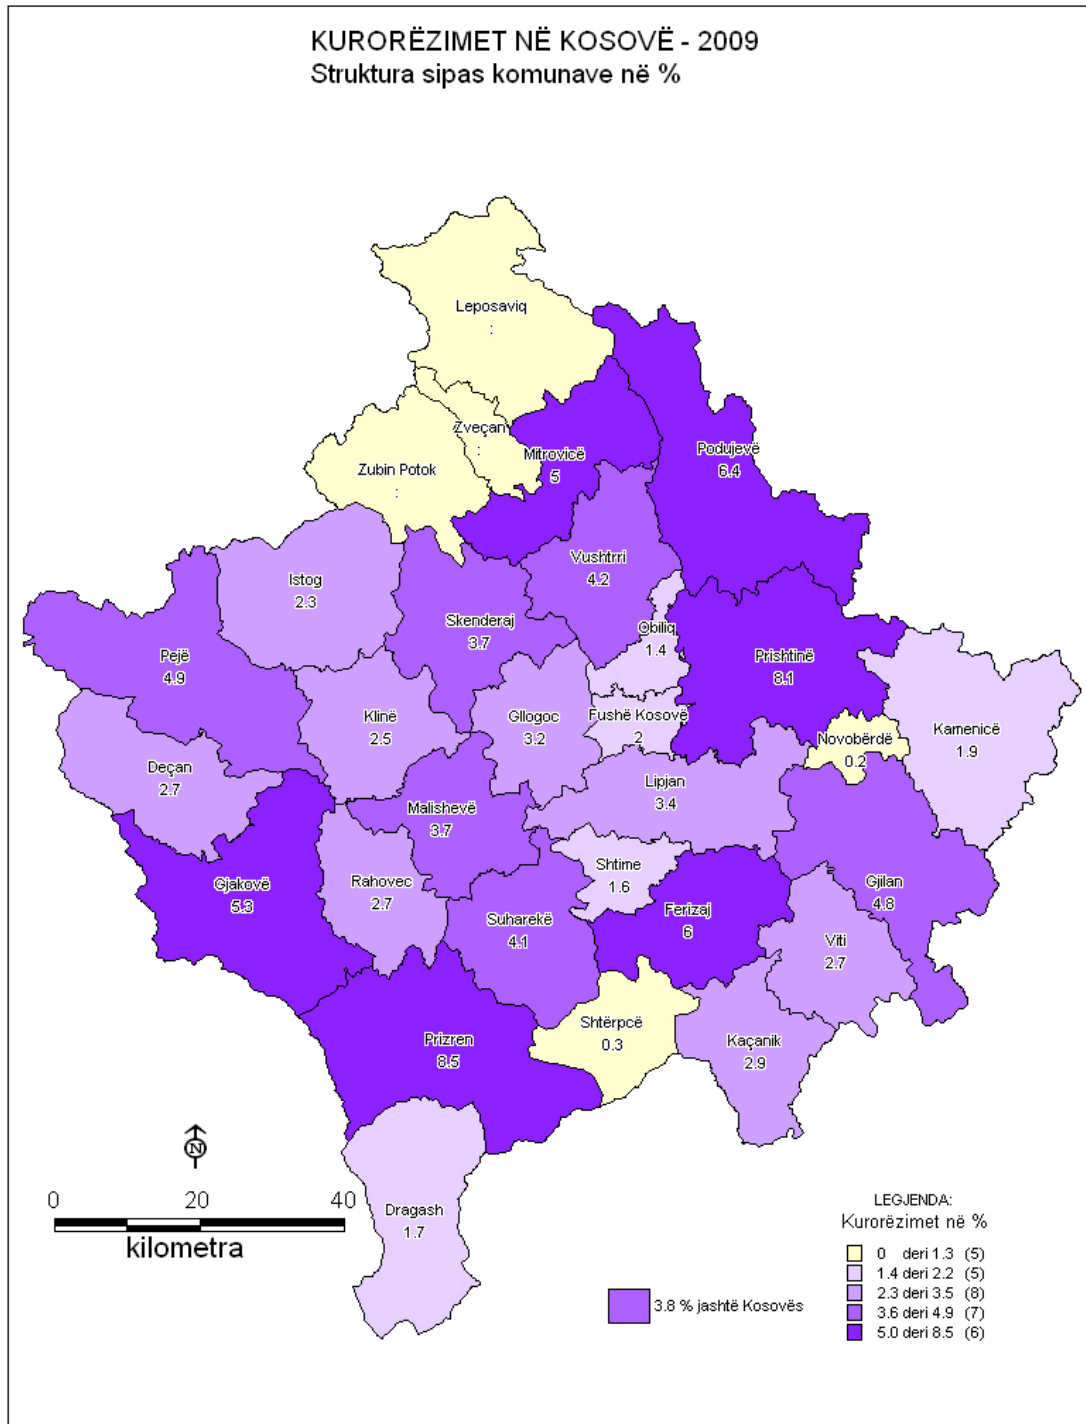 KURORËZIMET NË KOSOVË - 2009
Struktura sipas komunave në %
Leposaviq
:
Zveçan
:
Zubin Potok
:
Mitrovicë
5
Podujevë
6.4
Vushtrri
4.2
Istog
2.3
Skenderaj
3.7
Obiliq
1.4
Pejë
4.9
Prishtinë
8.1
Klinë
2.5
Gllogoc
3.2
Fushë Kosovë
2
Kamenicë
1.9
Novobërdë
0.2
Deçan
2.7
Lipjan
3.4
Malishevë
3.7
Shtime
1.6
Gjakovë
5.3
Rahovec
2.7
Gjilan
4.8
Suharekë
4.1
Ferizaj
6
Viti
2.7
Shtërpcë
0.3
Prizren
8.5
Kaçanik
2.9
Dragash
1.7
N
0 20 40
kilometra
3.8 % jashtë Kosovës
LEGJENDA:
Kurorëzimet në %
0 deri 1.3 (5)
1.4 deri 2.2 (5)
2.3 deri 3.5 (8)
3.6 deri 4.9 (7)
5.0 deri 8.5 (6)